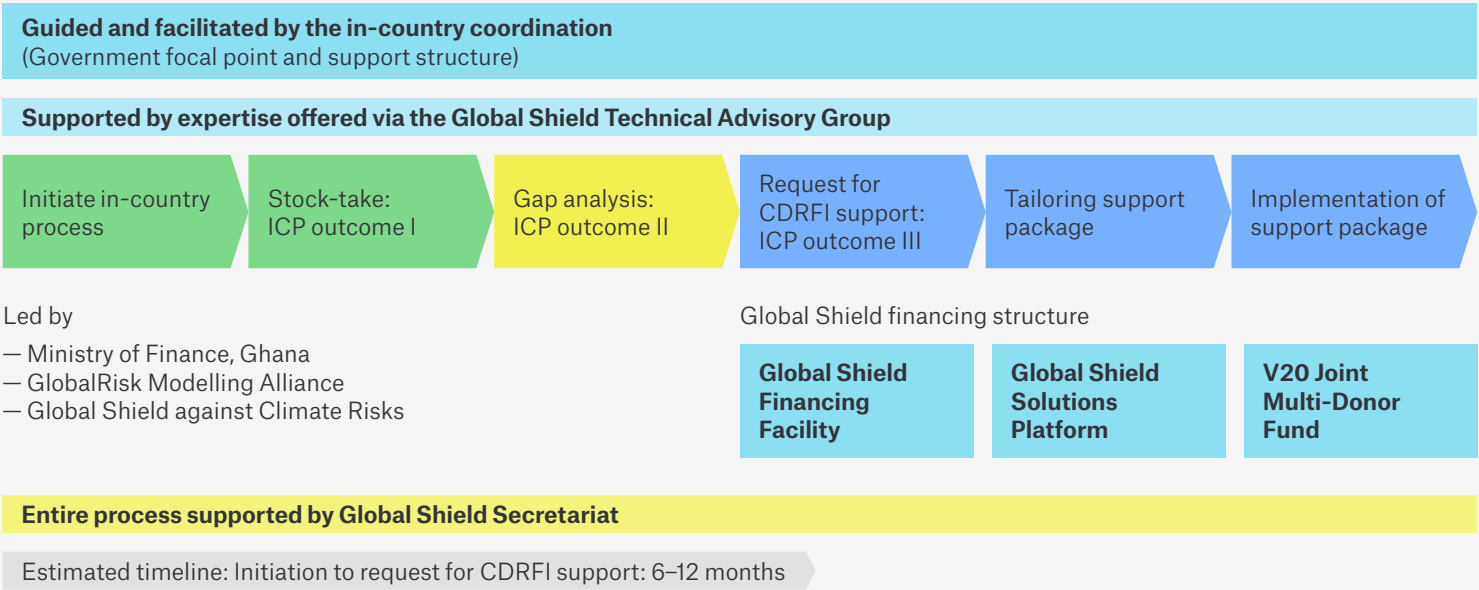 Guided and facilitated by the in-country coordination
(Government focal point and support structure)
Supported by expertise offered via the Global Shield Technical Advisory Group
Initiate in-country
process
Stock-take:
ICP outcome I
Gap analysis:
ICP outcome II
Request for
CDRFI support:
ICP outcome III
Tailoring support
package
Implementation of
support package
Led by
— Ministry of Finance, Ghana
— GlobalRisk Modelling Alliance
— Global Shield against Climate Risks
Global Shield financing structure
Global Shield
Financing
Facility
Global Shield
Solutions
Platform
V20 Joint
Multi-Donor
Fund
Entire process supported by Global Shield Secretariat
Estimated timeline: Initiation to request for CDRFI support: 6–12 months